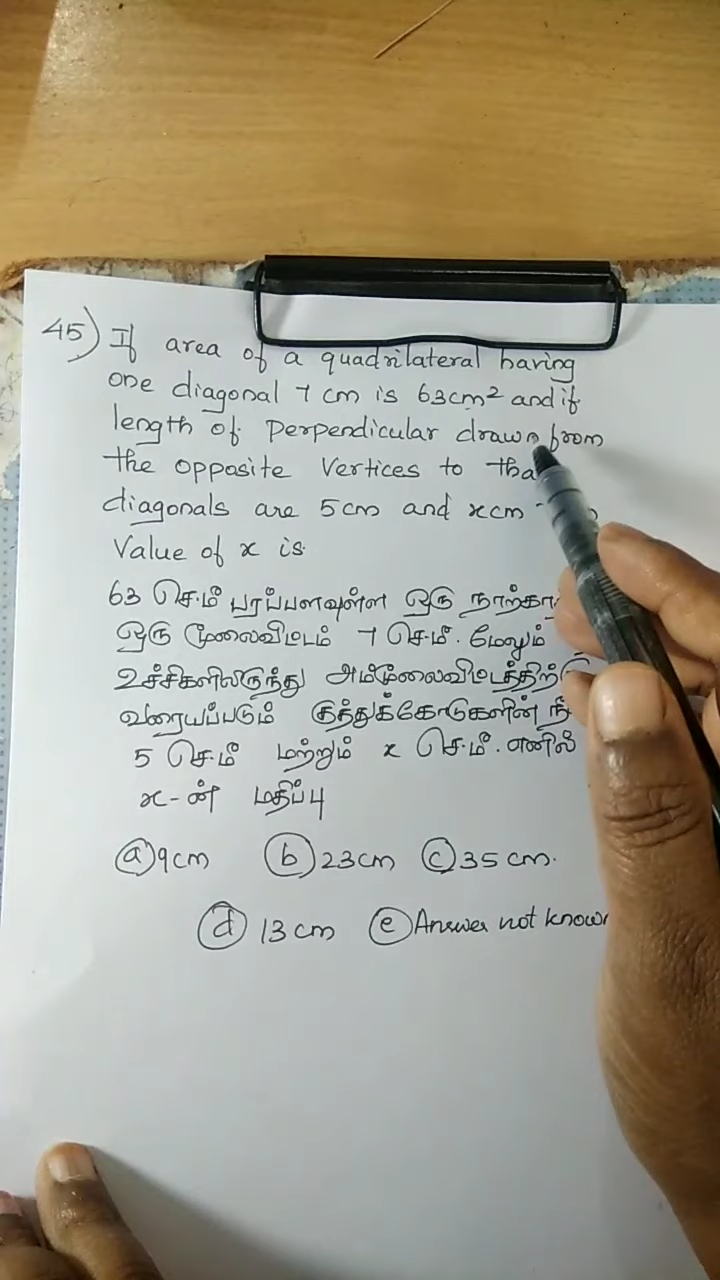 45) If area of a quadrilateral having
one diagonal 7 cm is 63cm² and if
length of Perpendicular drawn from
the opposite Vertices to
diagonals are 5cm and xcm
Value of x is.
63 செ.மீ பரப்பளவுள்ள ஒரு
ஒரு மூலைவிட்டம் 7 செ.மீ. மேலும்
உச்சிகளிலிருந்து அம்மூலைவிட்டத்திற்கு
வரையப்படும் குத்துக்கோடுகளின்
5 செ.மீ மற்றும் x செ.மீ. எனில்
x-ன் மதிப்பு
(a) 9cm (b) 23cm (c) 35 cm.
(d) 13 cm (e) Answer not known